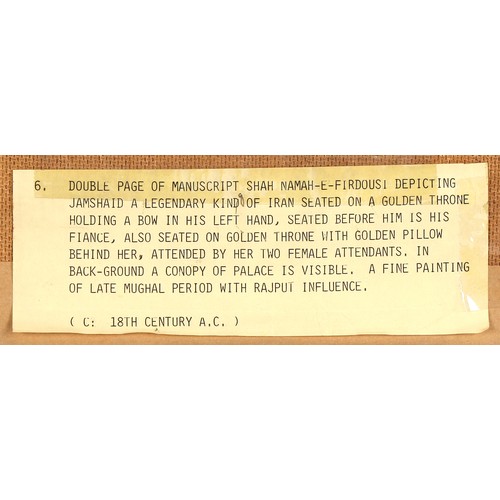 6. DOUBLE PAGE OF MANUSCRIPT SHAH NAMAH-E-FIRDOUSI DEPICTING
JAMSHAID A LEGENDARY KIND OF IRAN SEATED ON A GOLDEN THRONE
HOLDING A BOW IN HIS LEFT HAND, SEATED BEFORE HIM IS HIS
FIANCE, ALSO SEATED ON GOLDEN THRONE WITH GOLDEN PILLOW
BEHIND HER, ATTENDED BY HER TWO FEMALE ATTENDANTS. IN
BACK-GROUND A CONOPY OF PALACE IS VISIBLE. A FINE PAINTING
OF LATE MUGHAL PERIOD WITH RAJPUT INFLUENCE.
( C: 18TH CENTURY A.C. )